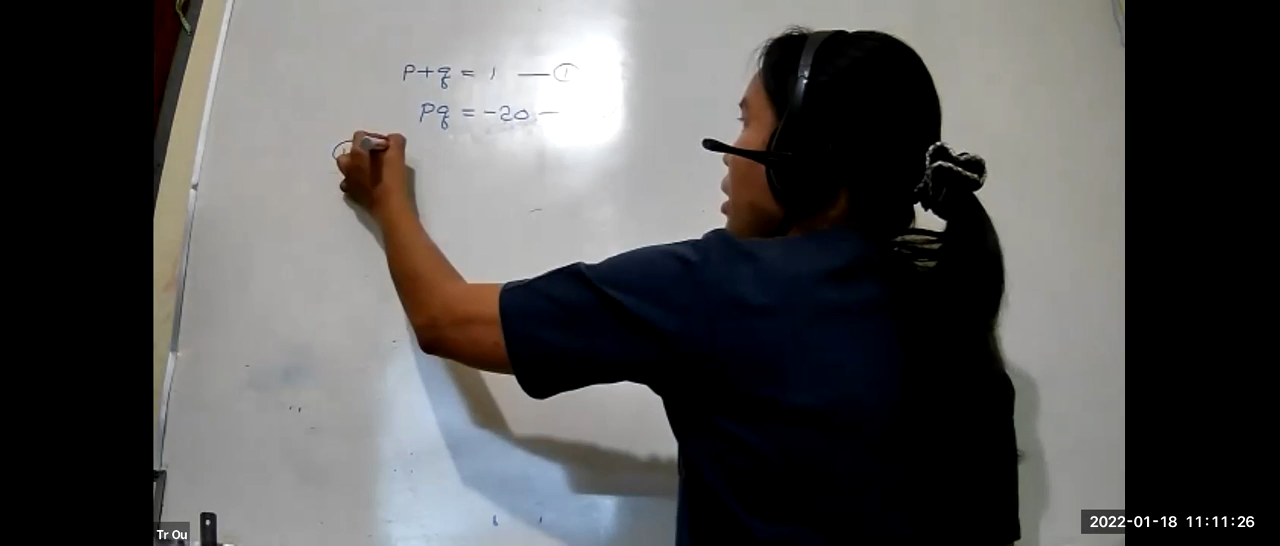 p+q = 1 — ①
pq = -20 —
Tr Ou
2022-01-18 11:11:26